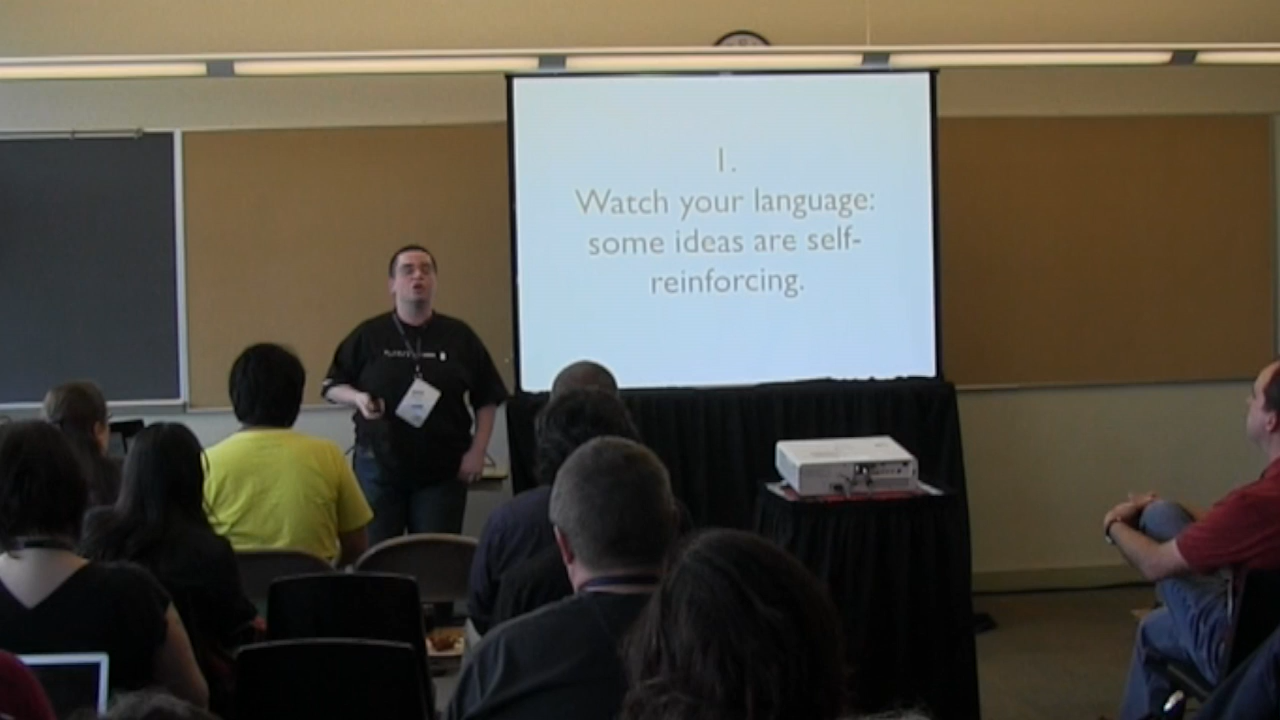 1.
Watch your language:
some ideas are self-
reinforcing.